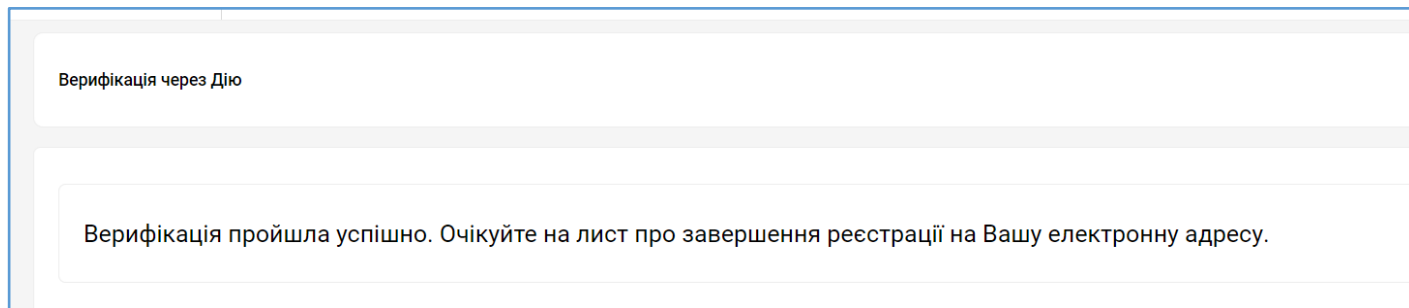 Верифікація через Дію
Верифікація пройшла успішно. Очікуйте на лист про завершення реєстрації на Вашу електронну адресу.